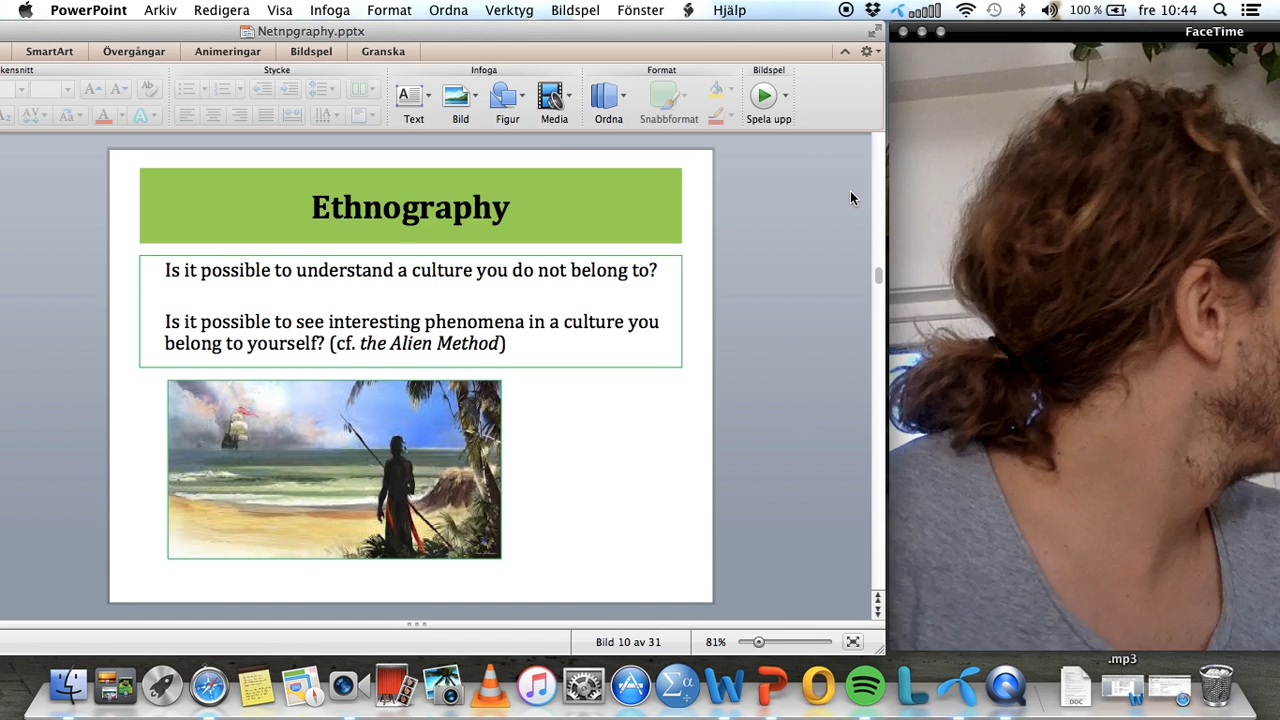 PowerPoint Arkiv Redigera Visa Infoga Format Ordna Verktyg Bildspel Fönster Hjälp 100 % fre 10:44
Netnpgraphy.pptx
FaceTime
SmartArt Övergångar Animeringar Bildspel Granska
kensnitt Stycke Infoga Format Bildspel
Text Bild Figur Media Ordna Snabbformat Spela upp
Ethnography
Is it possible to understand a culture you do not belong to?
Is it possible to see interesting phenomena in a culture you
belong to yourself? (cf. the Alien Method)
Bild 10 av 31 81%
.mp3
DOC